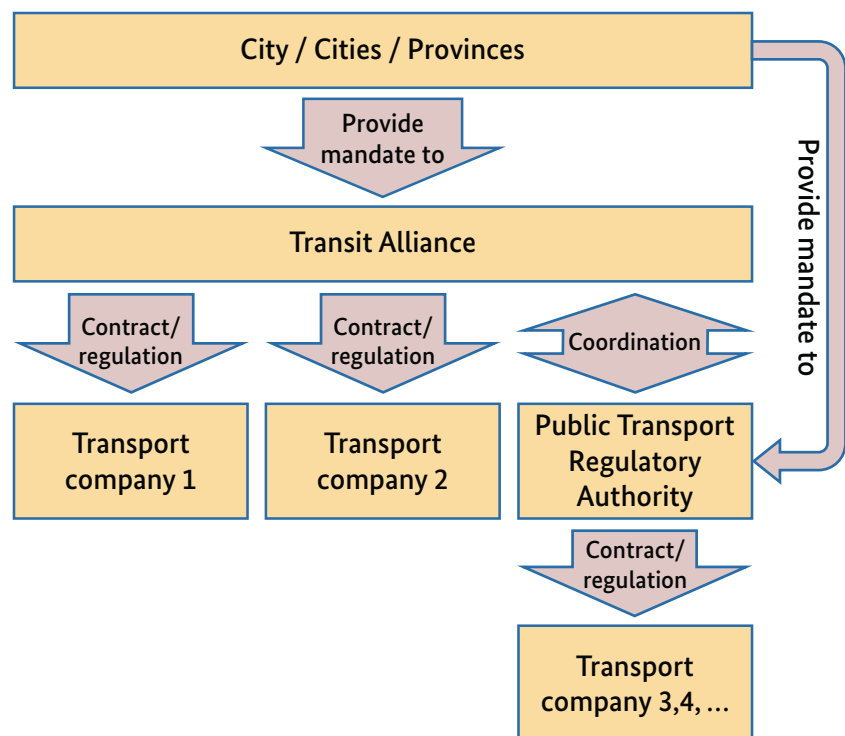 City / Cities / Provinces
Provide
mandate to
Provide mandate to
Transit Alliance
Contract/
regulation
Contract/
regulation
Coordination
Transport
company 1
Transport
company 2
Public Transport
Regulatory
Authority
Contract/
regulation
Transport
company 3,4, ...